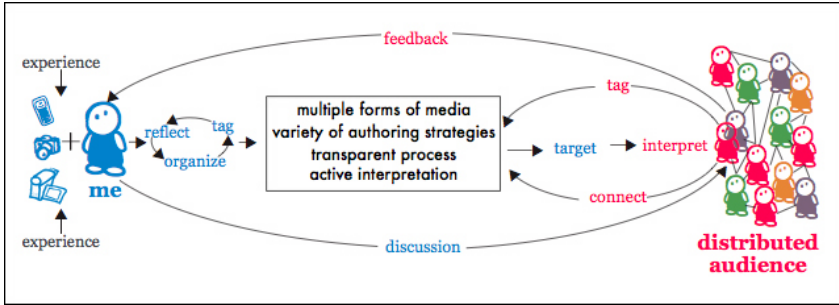 feedback
experience
me
experience
reflect
tag
organize
multiple forms of media
variety of authoring strategies
transparent process
active interpretation
target
interpret
tag
connect
discussion
distributed
audience